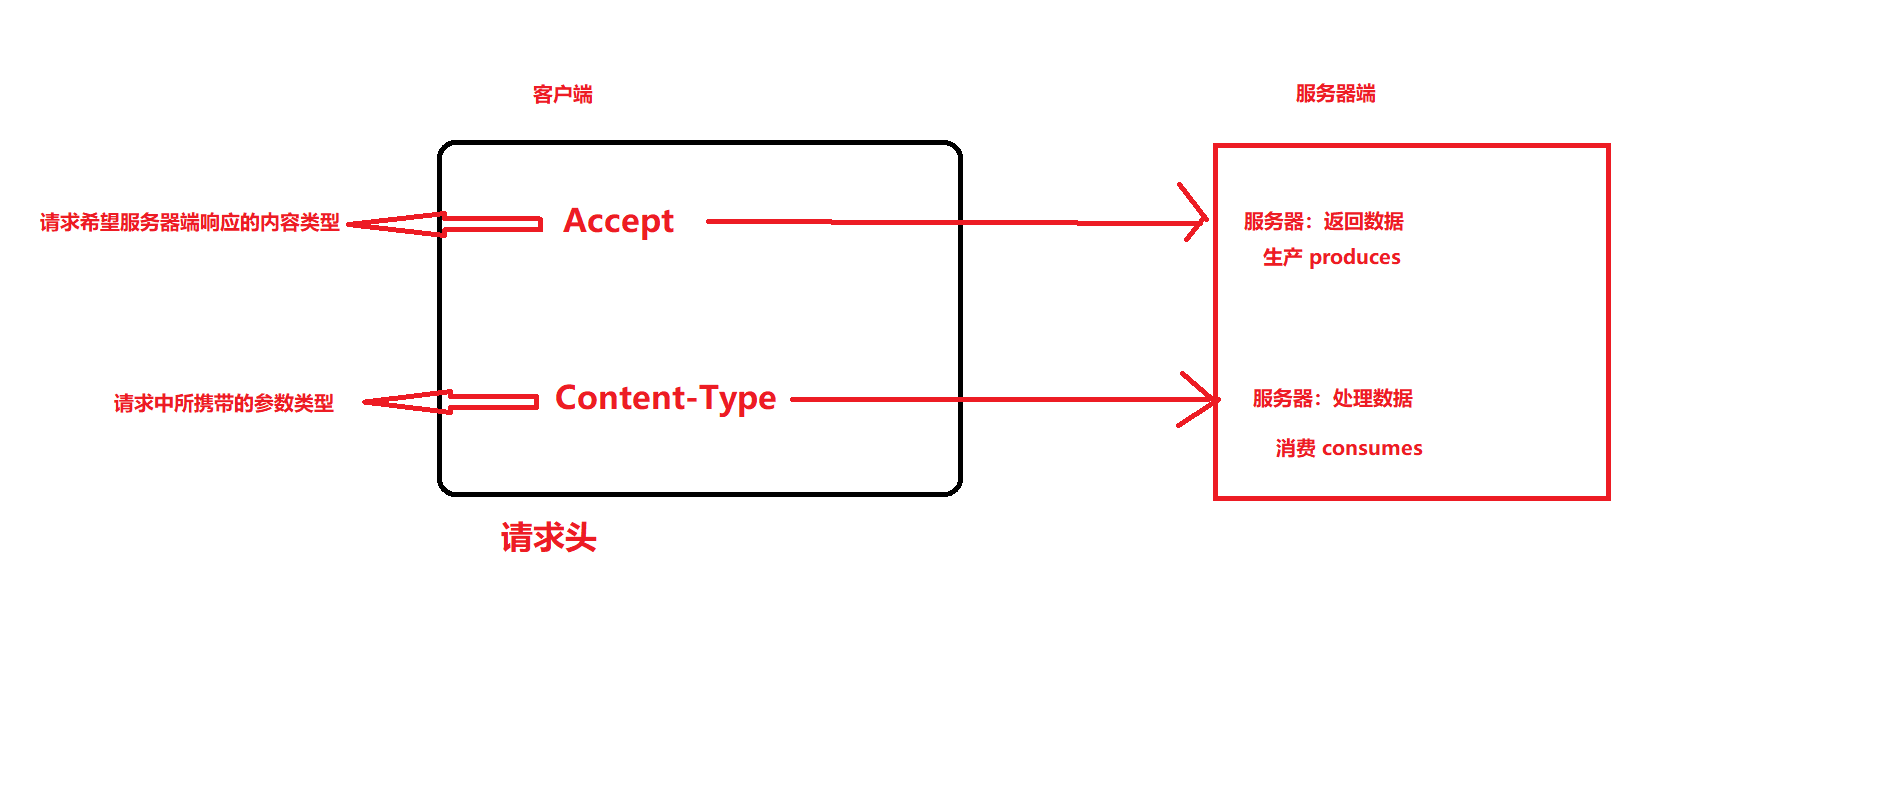 客户端
服务器端
请求希望服务器端响应的内容类型
Accept
服务器：返回数据
生产 produces
请求中所携带的参数类型
Content-Type
服务器：处理数据
消费 consumes
请求头